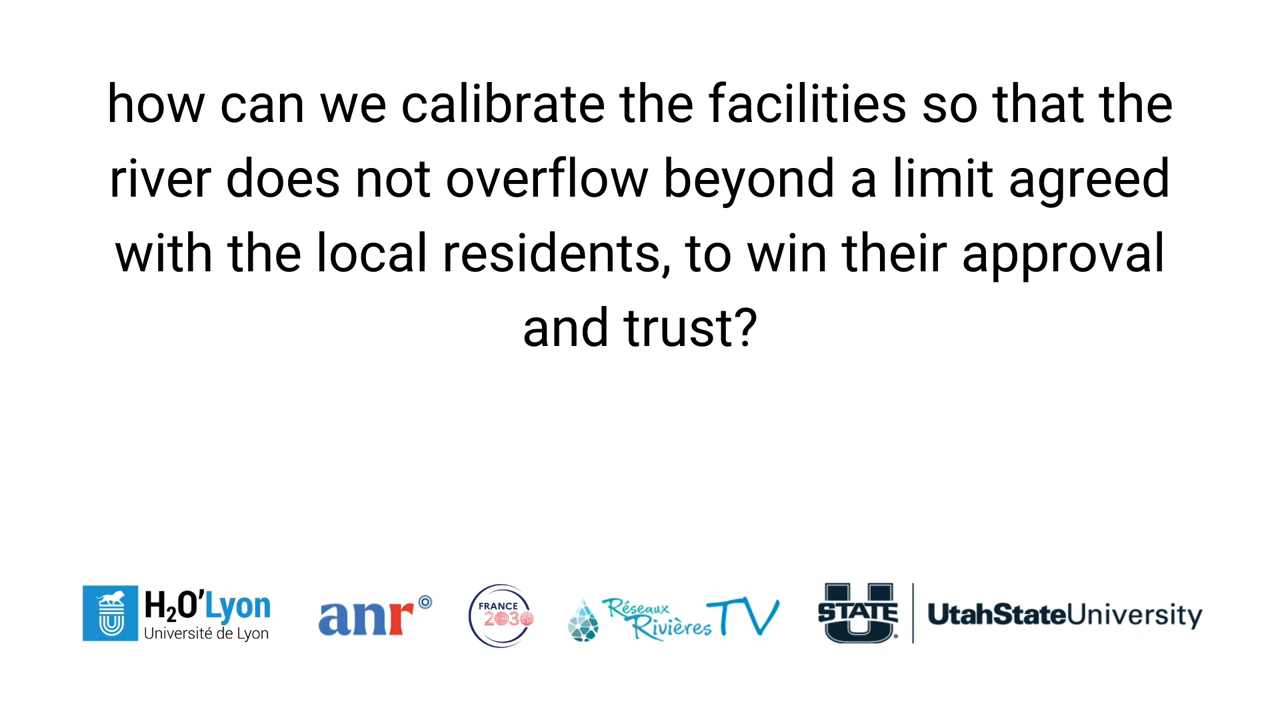 how can we calibrate the facilities so that the
river does not overflow beyond a limit agreed
with the local residents, to win their approval
and trust?
H2O'Lyon
Université de Lyon
anr
FRANCE
2030
Réseaux
Rivières TV
U
STATE
UtahStateUniversity